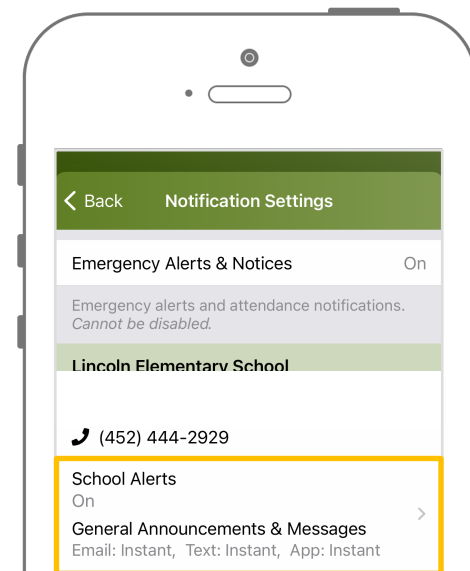 Back Notification Settings
Emergency Alerts & Notices On
Emergency alerts and attendance notifications.
Cannot be disabled.
Lincoln Elementary School
(452) 444-2929
School Alerts
On
General Announcements & Messages
Email: Instant, Text: Instant, App: Instant